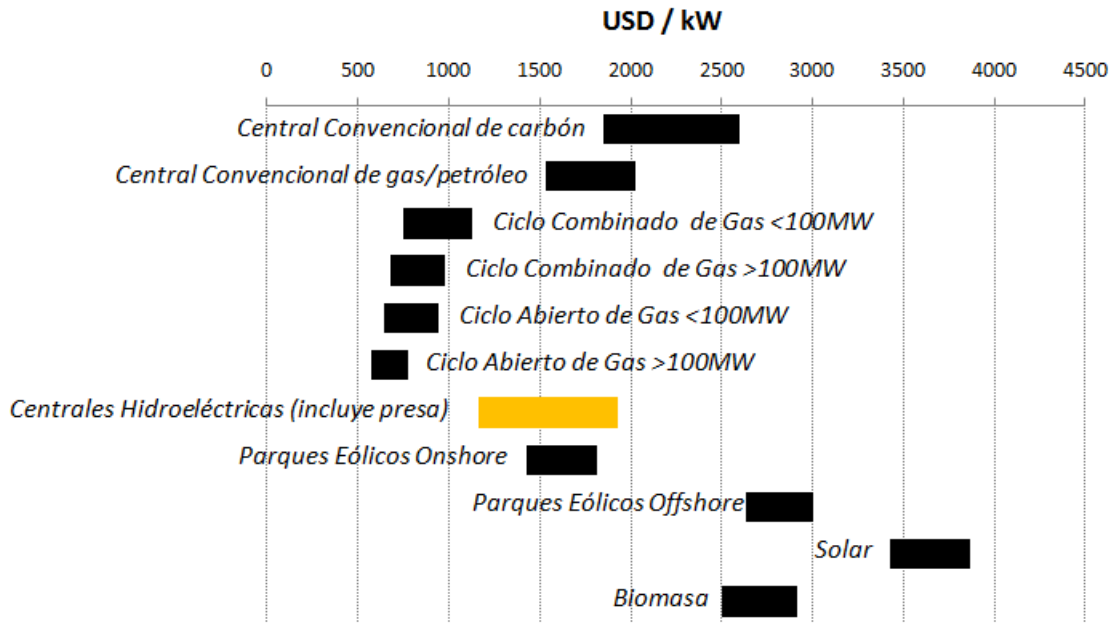 USD / kW
0 500 1000 1500 2000 2500 3000 3500 4000 4500
Central Convencional de carbón
Central Convencional de gas/petróleo
Ciclo Combinado de Gas <100MW
Ciclo Combinado de Gas >100MW
Ciclo Abierto de Gas <100MW
Ciclo Abierto de Gas >100MW
Centrales Hidroeléctricas (incluye presa)
Parques Eólicos Onshore
Parques Eólicos Offshore
Solar
Biomasa